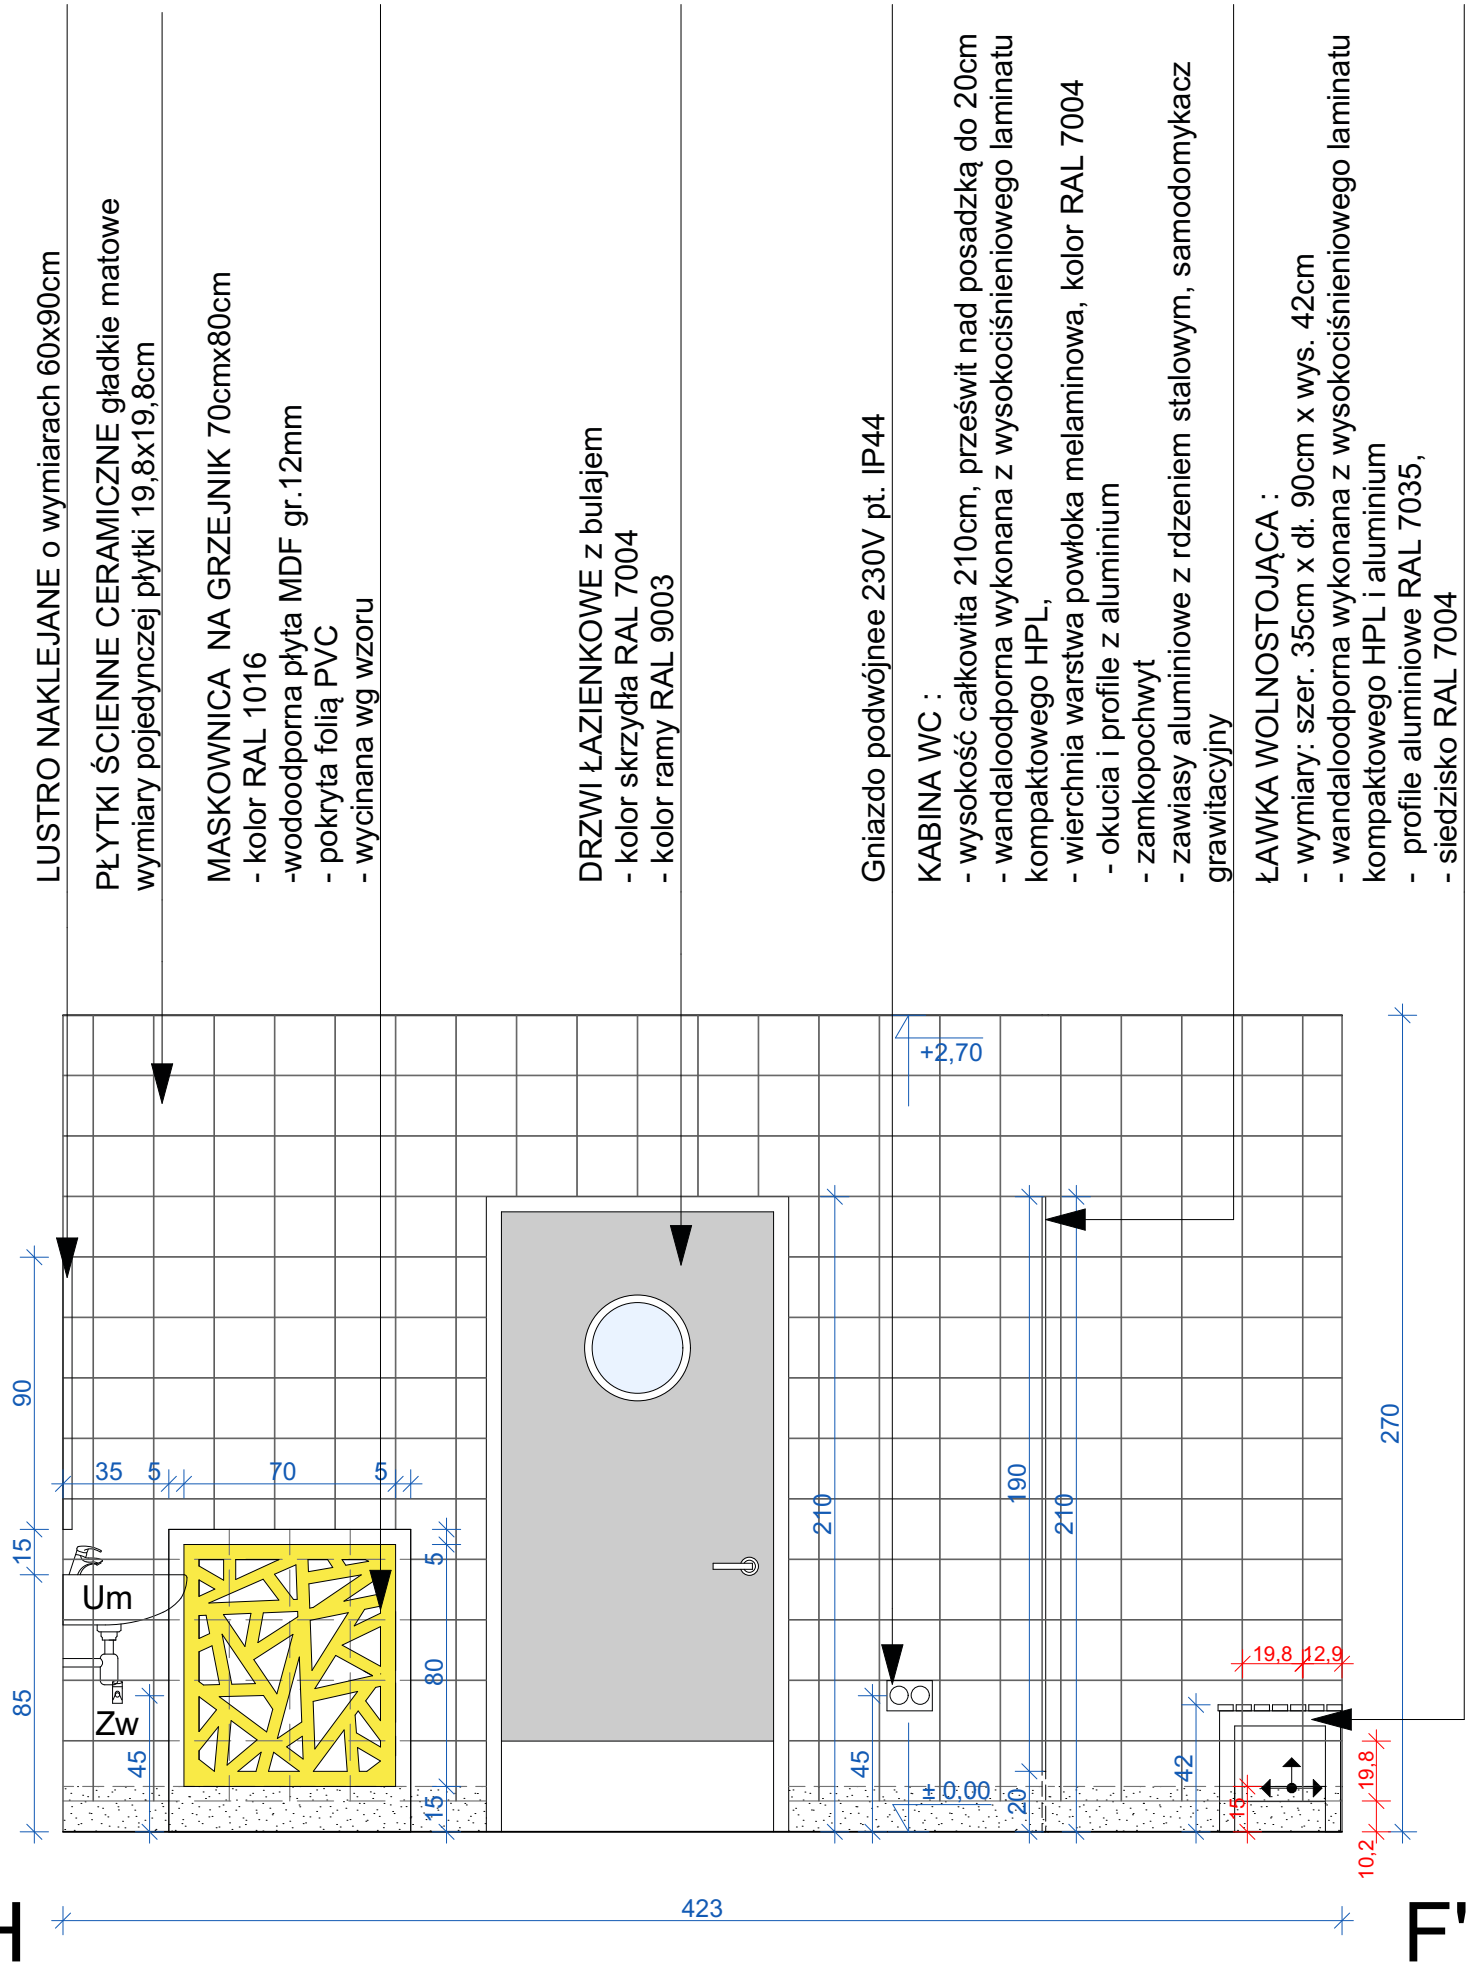 LUSTRO NAKLEJANE o wymiarach 60x90cm
PŁYTKI ŚCIENNE CERAMICZNE gładkie matowe
wymiary pojedynczej płytki 19,8x19,8cm
MASKOWNICA NA GRZEJNIK 70cmx80cm
- kolor RAL 1016
-wodoodporna płyta MDF gr.12mm
- pokryta folią PVC
- wycinana wg wzoru
DRZWI ŁAZIENKOWE z bulajem
- kolor skrzydła RAL 7004
- kolor ramy RAL 9003
Gniazdo podwójnee 230V pt. IP44
KABINA WC :
- wysokość całkowita 210cm, prześwit nad posadzką do 20cm
- wandaloodporna wykonana z wysokociśnieniowego laminatu
kompaktowego HPL,
- wierchnia warstwa powłoka melaminowa, kolor RAL 7004
- okucia i profile z aluminium
- zamkopochwyt
- zawiasy aluminiowe z rdzeniem stalowym, samodomykacz
grawitacyjny
ŁAWKA WOLNOSTOJĄCA :
- wymiary: szer. 35cm x dł. 90cm x wys. 42cm
- wandaloodporna wykonana z wysokociśnieniowego laminatu
kompaktowego HPL i aluminium
- profile aluminiowe RAL 7035,
- siedzisko RAL 7004
+2,70
90
270
35 5 70 5
210
190
210
15
5
Um
85
80
19,8 12,9
Zw
45
45
42
19,8
± 0,00
15
20
15
10,2
423
H
F'